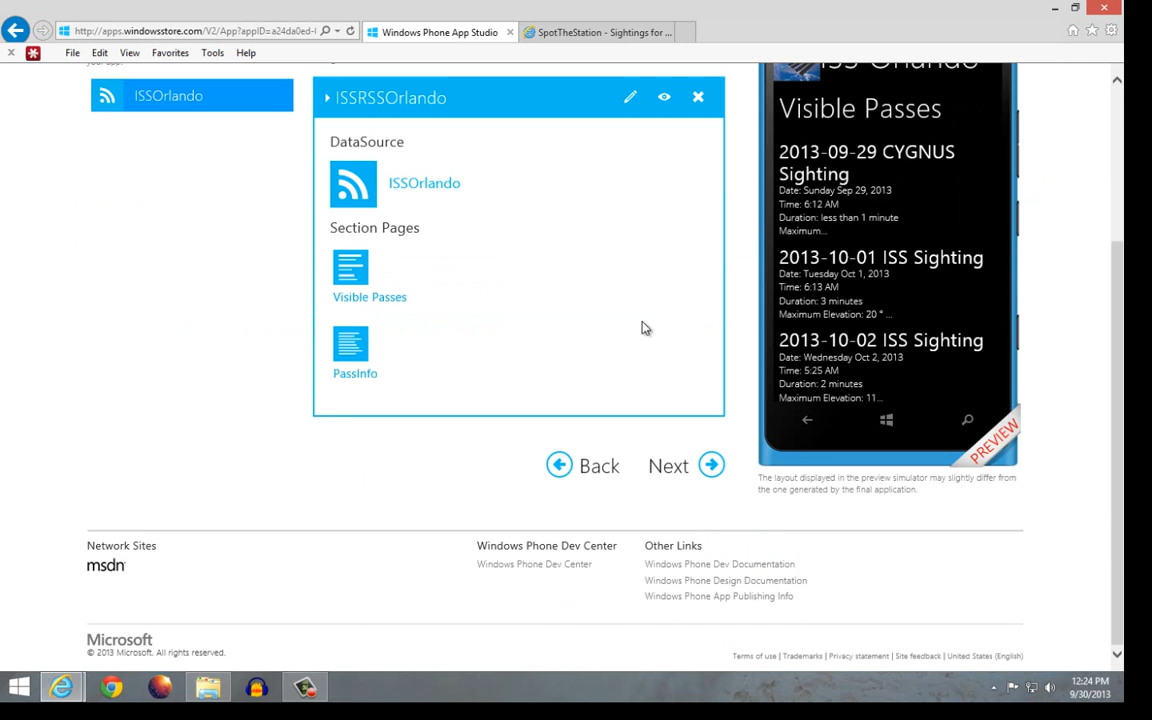 http://apps.windowsstore.com/V2/App?appID=a24da0ed-
Windows Phone App Studio
SpotTheStation - Sightings for ...
File Edit View Favorites Tools Help
ISSOrlando
ISSRSSOrlando
DataSource
ISSOrlando
Section Pages
Visible Passes
PassInfo
Back Next
ISS Orlando
Visible Passes
2013-09-29 CYGNUS
Sighting
Date: Sunday Sep 29, 2013
Time: 6:12 AM
Duration: less than 1 minute
Maximum...
2013-10-01 ISS Sighting
Date: Tuesday Oct 1, 2013
Time: 6:13 AM
Duration: 3 minutes
Maximum Elevation: 20 ° ...
2013-10-02 ISS Sighting
Date: Wednesday Oct 2, 2013
Time: 5:25 AM
Duration: 2 minutes
Maximum Elevation: 11...
PREVIEW
The layout displayed in the preview simulator may slightly differ from
the one generated by the final application.
Network Sites
msdn
Windows Phone Dev Center
Windows Phone Dev Center
Other Links
Windows Phone Dev Documentation
Windows Phone Design Documentation
Windows Phone App Publishing Info
Microsoft
© 2013 Microsoft. All rights reserved.
Terms of use | Trademarks | Privacy statement | Site feedback | United States (English)
12:24 PM
9/30/2013